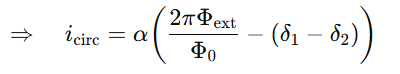 ⇒ i_circ = α( 2πΦ_ext / Φ_0 − (δ_1 − δ_2) )